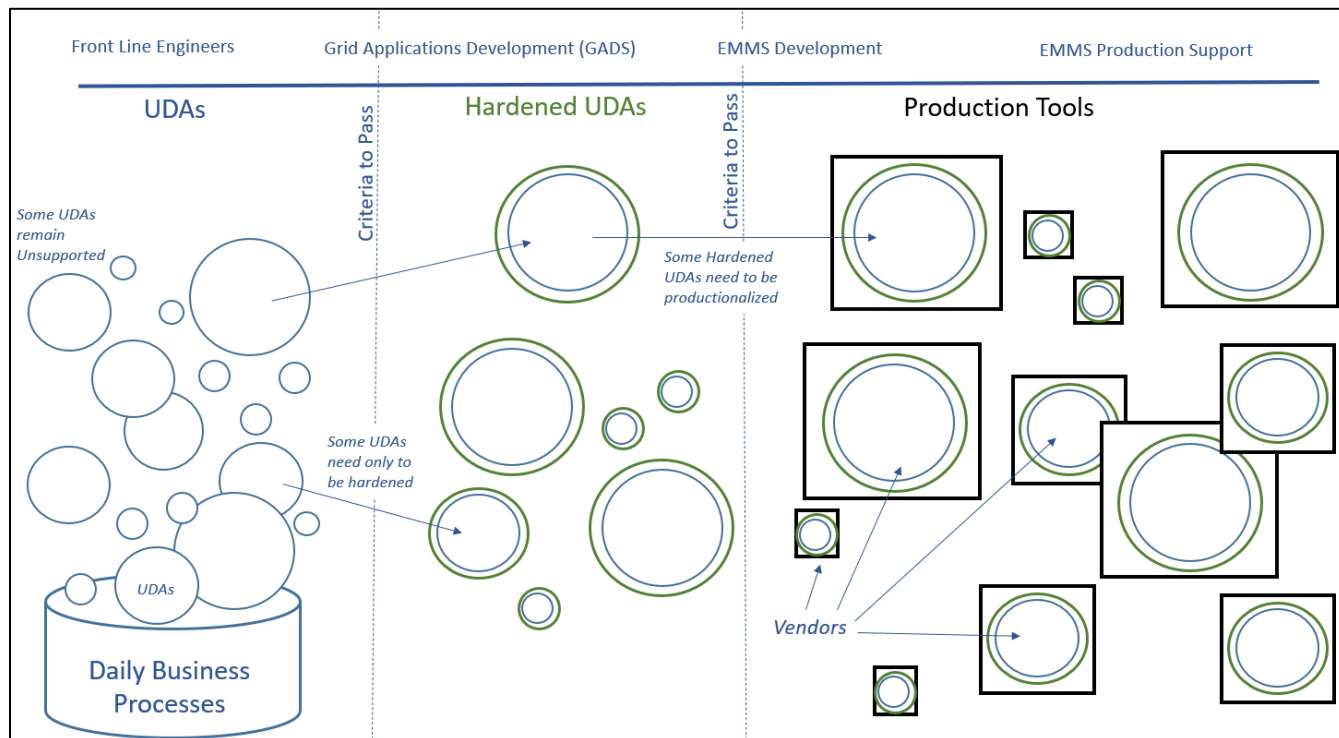 Front Line Engineers
Grid Applications Development (GADS)
EMMS Development
EMMS Production Support
UDAs
Hardened UDAs
Production Tools
Criteria to Pass
Criteria to Pass
Some UDAs
remain
Unsupported
Some Hardened
UDAs need to be
productionalized
Some UDAs
need only to
be hardened
UDAs
Vendors
Daily Business
Processes